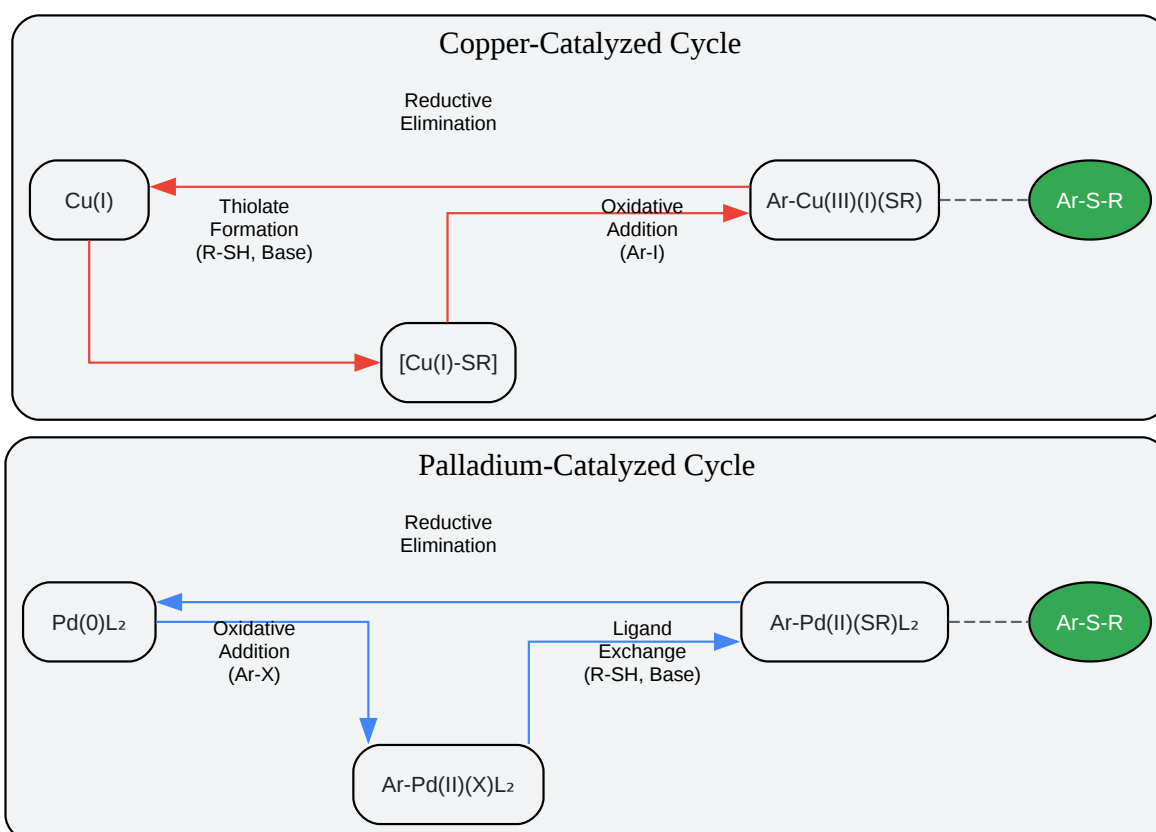 Copper-Catalyzed Cycle
Reductive
Elimination
Cu(I)
Thiolate
Formation
(R-SH, Base)
Oxidative
Addition
(Ar-I)
Ar-Cu(III)(I)(SR)
Ar-S-R
[Cu(I)-SR]
Palladium-Catalyzed Cycle
Reductive
Elimination
Pd(0)L₂
Oxidative
Addition
(Ar-X)
Ligand
Exchange
(R-SH, Base)
Ar-Pd(II)(SR)L₂
Ar-S-R
Ar-Pd(II)(X)L₂